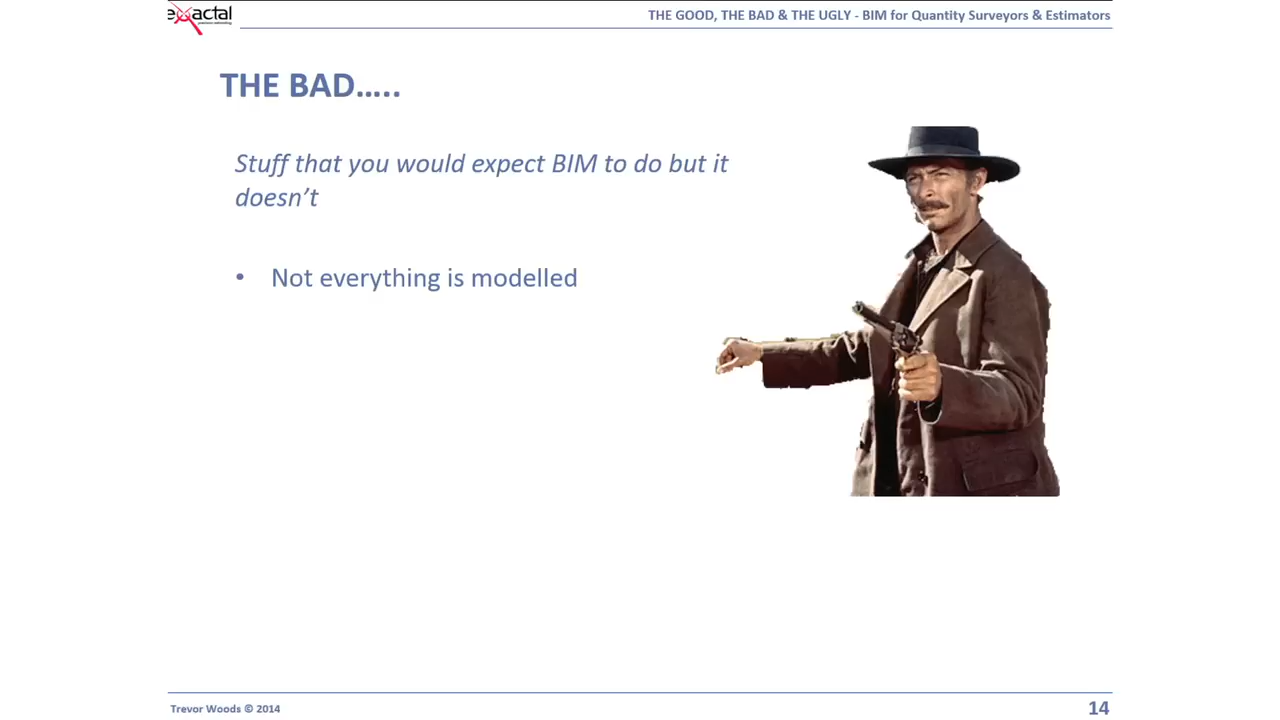 exactal
THE GOOD, THE BAD & THE UGLY - BIM for Quantity Surveyors & Estimators
THE BAD…..
Stuff that you would expect BIM to do but it
doesn't
• Not everything is modelled
Trevor Woods © 2014
14